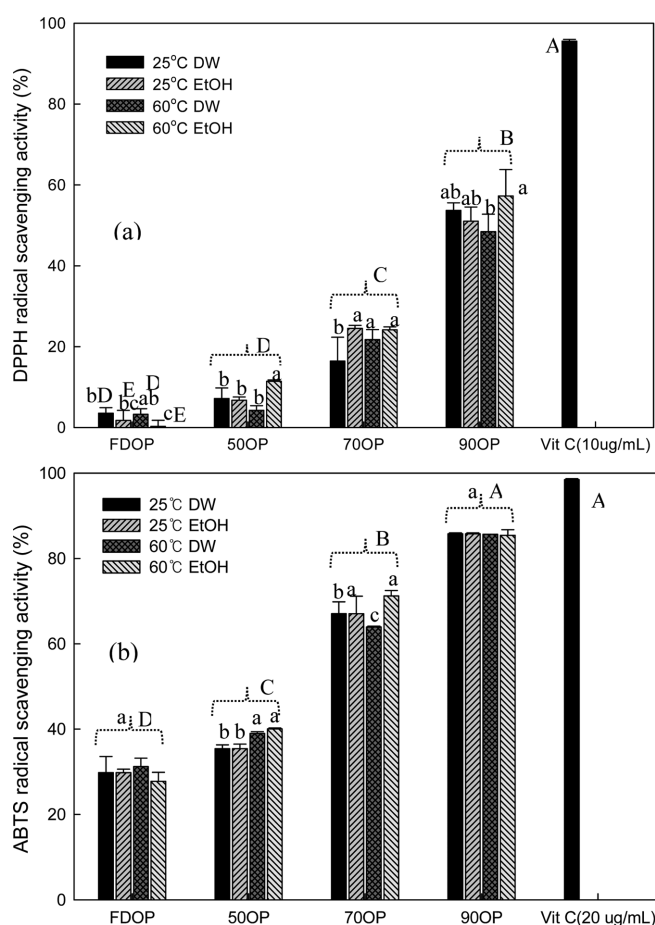 100
80
60
40
20
0
DPPH radical scavenging activity (%)
25°C DW
25°C EtOH
60°C DW
60°C EtOH
(a)
bD bc E ab D cE
b b b a D
b a a a C
ab ab b a B
A
FDOP 50OP 70OP 90OP Vit C(10ug/mL)
100
80
60
40
20
0
ABTS radical scavenging activity (%)
25℃ DW
25℃ EtOH
60℃ DW
60℃ EtOH
(b)
a D
b b a a C
b a c a B
a A
A
FDOP 50OP 70OP 90OP Vit C(20 ug/mL)